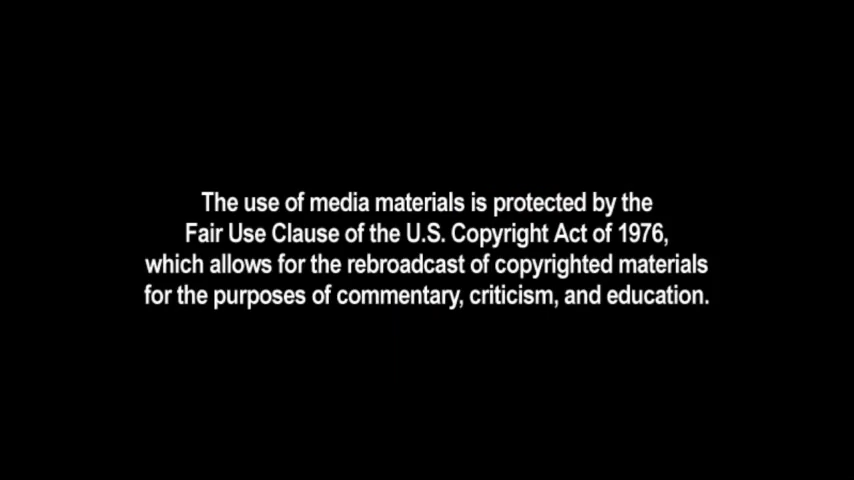 The use of media materials is protected by the
Fair Use Clause of the U.S. Copyright Act of 1976,
which allows for the rebroadcast of copyrighted materials
for the purposes of commentary, criticism, and education.